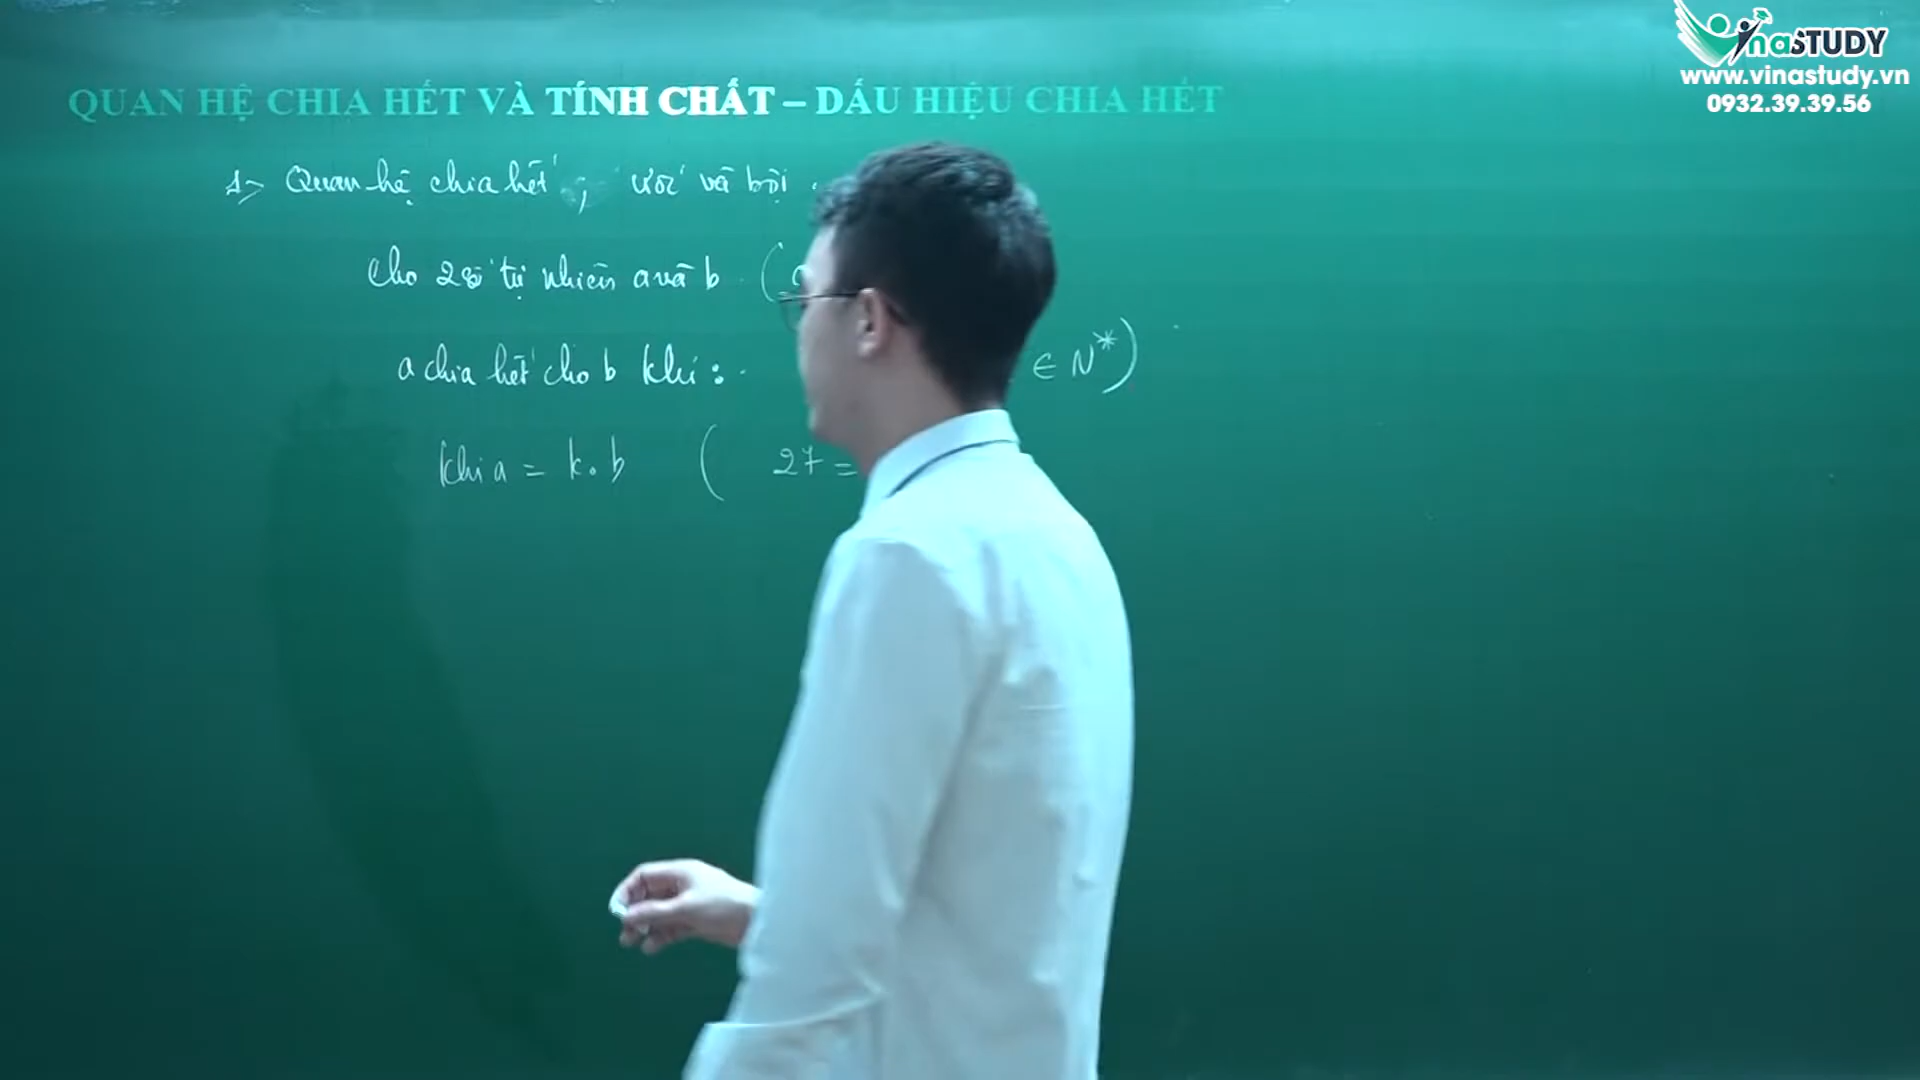 VinaSTUDY
www.vinastudy.vn
0932.39.39.56
QUAN HỆ CHIA HẾT VÀ TÍNH CHẤT – DẤU HIỆU CHIA HẾT
1> Quan hệ chia hết ; ước và bội
Cho 2 số tự nhiên a và b (
a chia hết cho b khi : ∈ N*)
khi a = k.b ( 27 =